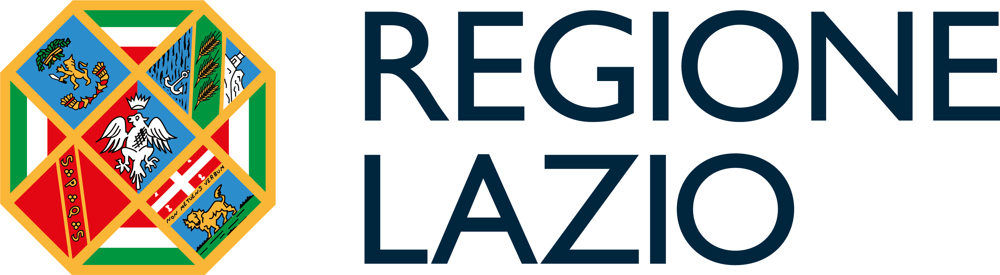 REGIONE
LAZIO
S P Q S
NON METUENS VERBUM